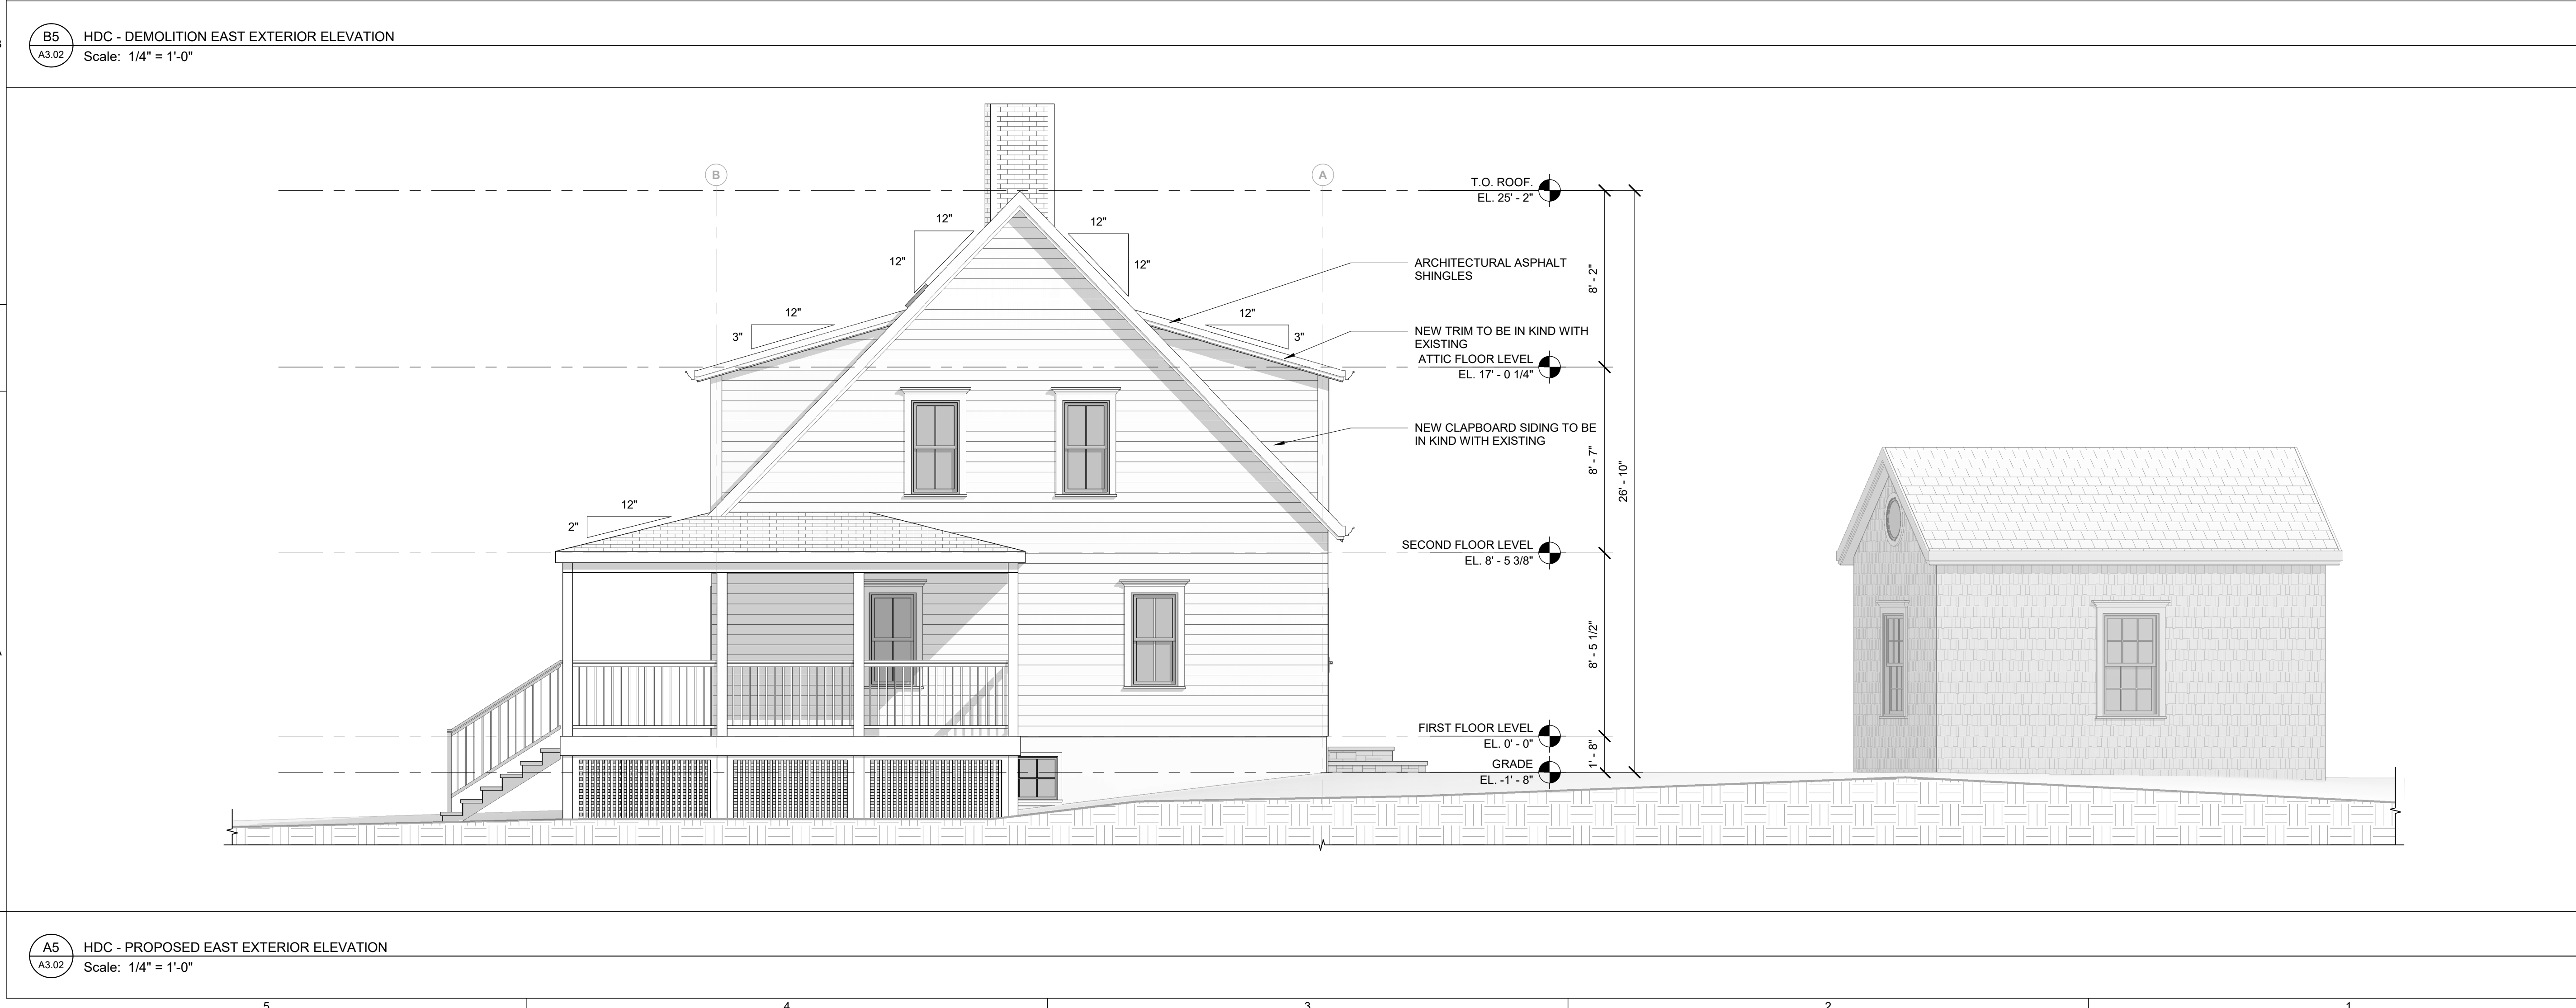 B5
A3.02
HDC - DEMOLITION EAST EXTERIOR ELEVATION
Scale: 1/4" = 1'-0"
B
A
T.O. ROOF.
EL. 25' - 2"
12"
12"
12"
12"
ARCHITECTURAL ASPHALT
SHINGLES
8' - 2"
12"
3"
12"
3"
NEW TRIM TO BE IN KIND WITH
EXISTING
ATTIC FLOOR LEVEL
EL. 17' - 0 1/4"
NEW CLAPBOARD SIDING TO BE
IN KIND WITH EXISTING
8' - 7"
26' - 10"
12"
2"
SECOND FLOOR LEVEL
EL. 8' - 5 3/8"
8' - 5 1/2"
FIRST FLOOR LEVEL
EL. 0' - 0"
1' - 8"
GRADE
EL. -1' - 8"
A5
A3.02
HDC - PROPOSED EAST EXTERIOR ELEVATION
Scale: 1/4" = 1'-0"
5
4
3
2
1